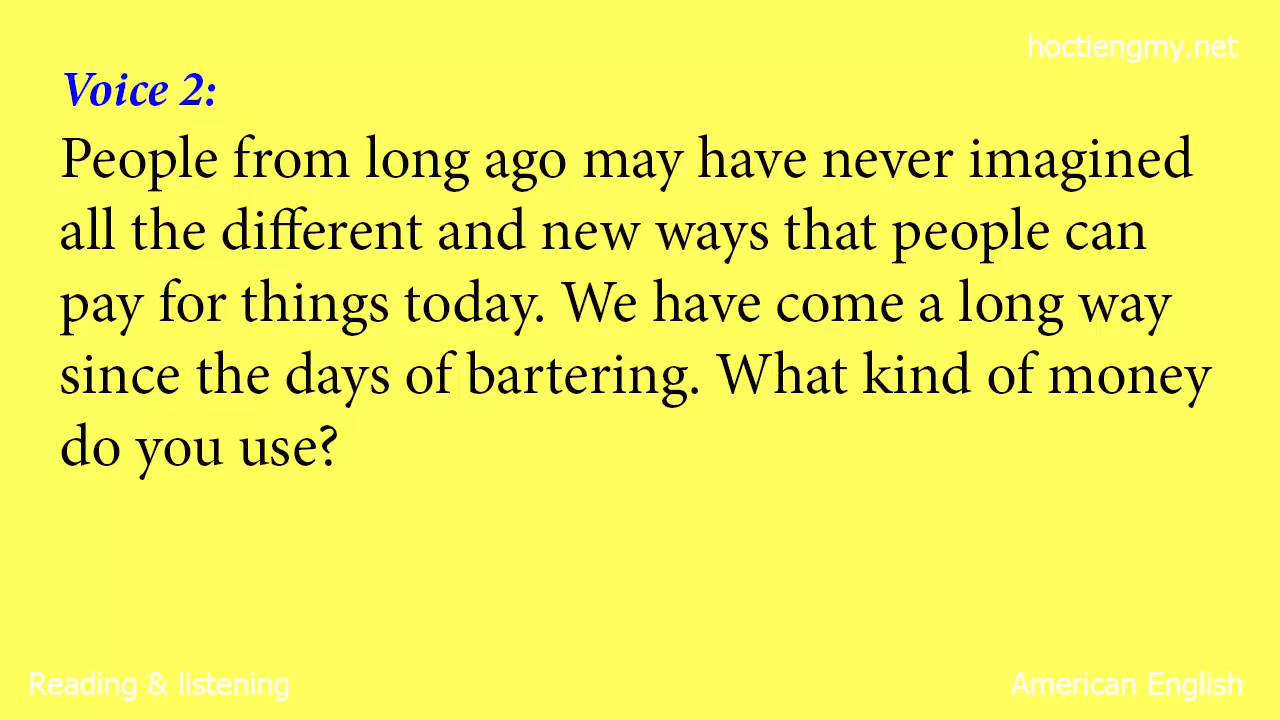 hoctiengmy.net
Voice 2:
People from long ago may have never imagined
all the different and new ways that people can
pay for things today. We have come a long way
since the days of bartering. What kind of money
do you use?
Reading & listening
American English